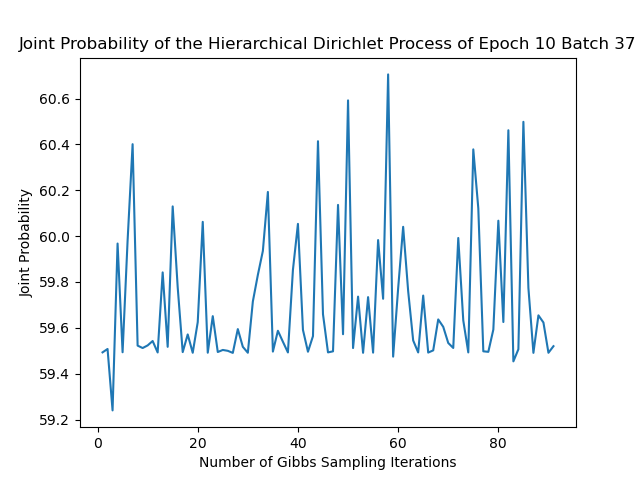 Joint Probability of the Hierarchical Dirichlet Process of Epoch 10 Batch 37
60.6
60.4
60.2
60.0
59.8
59.6
59.4
59.2
Joint Probability
0 20 40 60 80
Number of Gibbs Sampling Iterations